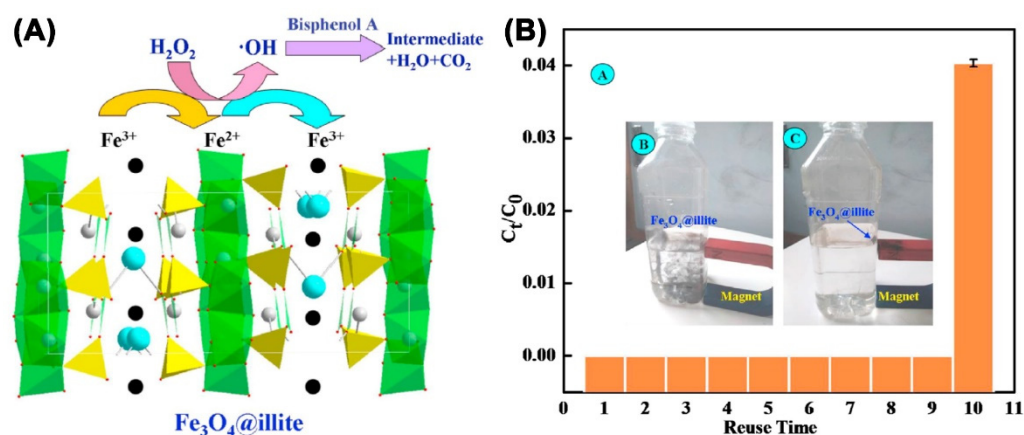 (A)
H₂O₂
·OH
Bisphenol A
Intermediate
+H₂O+CO₂
Fe³⁺
Fe²⁺
Fe³⁺
Fe₃O₄@illite
(B)
A
B
C
Fe₃O₄@illite
Fe₃O₄@illite
Magnet
Magnet
Cₜ/C₀
0.04
0.03
0.02
0.01
0.00
0 1 2 3 4 5 6 7 8 9 10 11
Reuse Time